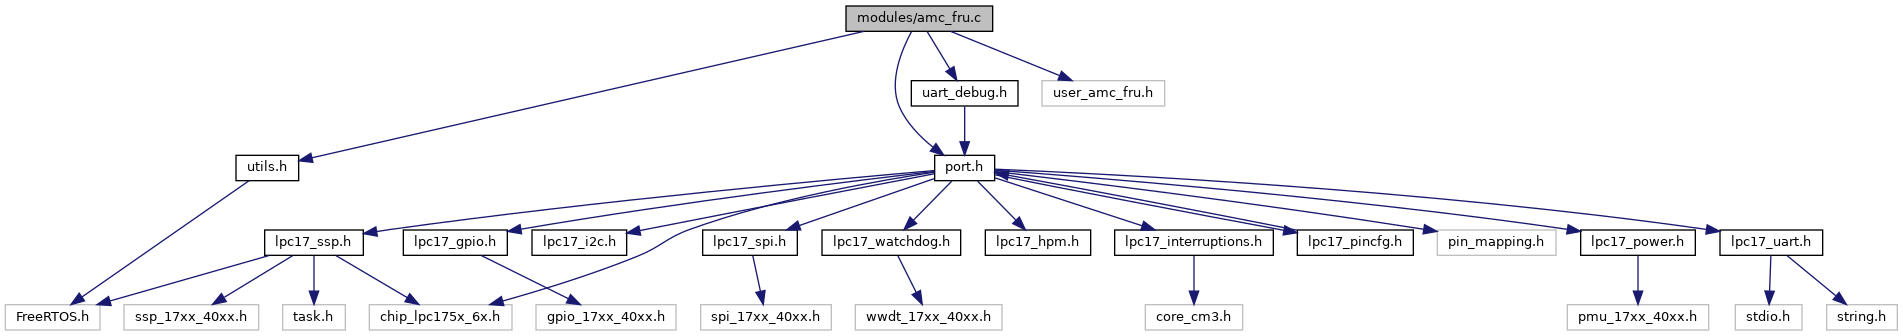 modules/amc_fru.c
uart_debug.h
user_amc_fru.h
utils.h
port.h
lpc17_ssp.h
lpc17_gpio.h
lpc17_i2c.h
lpc17_spi.h
lpc17_watchdog.h
lpc17_hpm.h
lpc17_interruptions.h
lpc17_pincfg.h
pin_mapping.h
lpc17_power.h
lpc17_uart.h
FreeRTOS.h
ssp_17xx_40xx.h
task.h
chip_lpc175x_6x.h
gpio_17xx_40xx.h
spi_17xx_40xx.h
wwdt_17xx_40xx.h
core_cm3.h
pmu_17xx_40xx.h
stdio.h
string.h